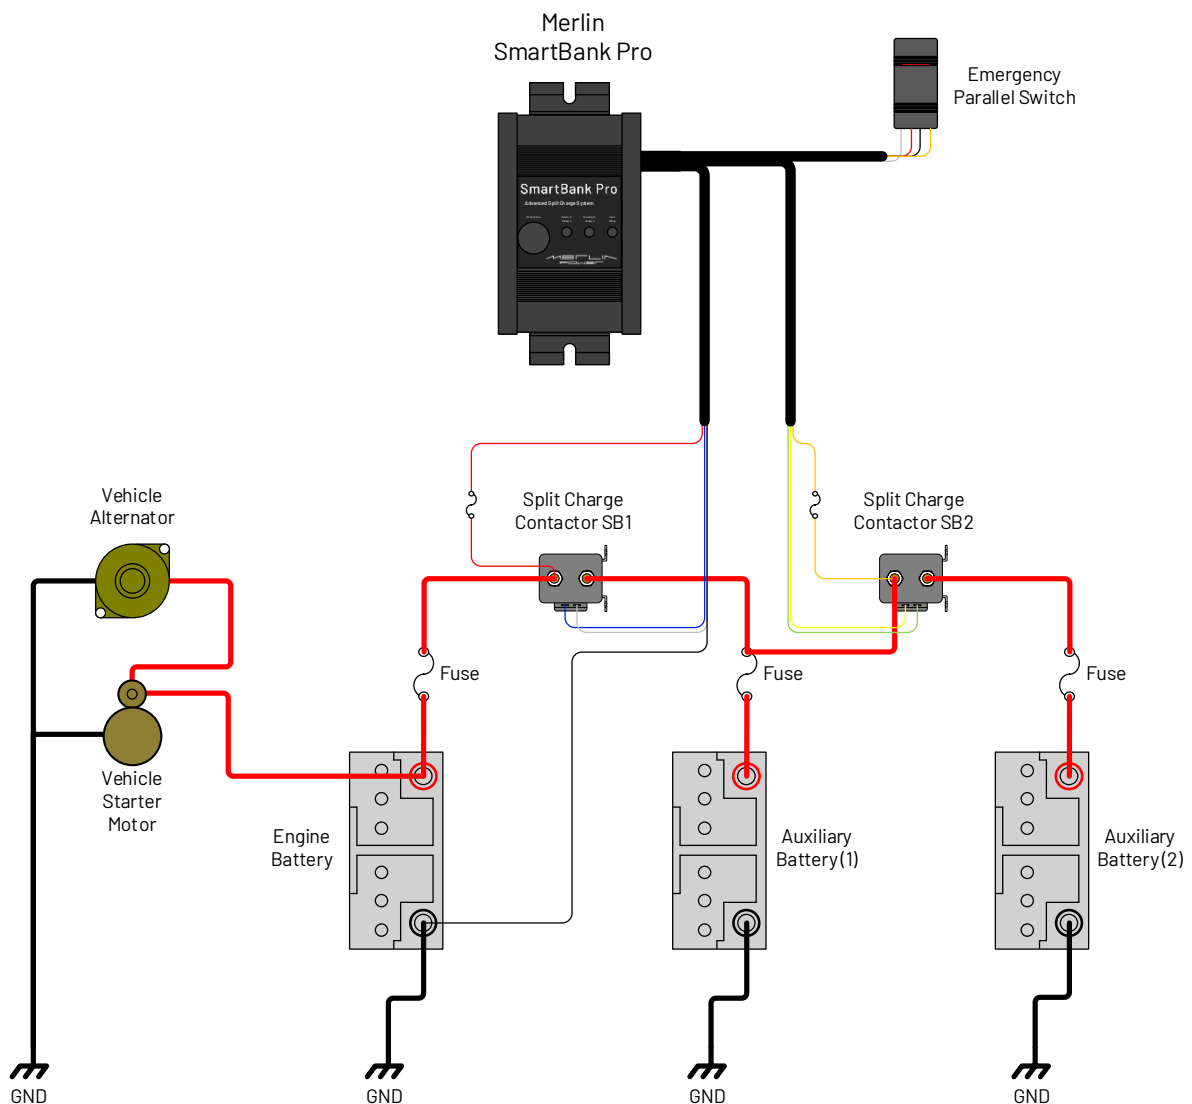 Merlin
SmartBank Pro
Emergency
Parallel Switch
SmartBank Pro
Advanced Split Charge System
MERLIN
POWER
Vehicle
Alternator
Split Charge
Contactor SB1
Split Charge
Contactor SB2
Fuse
Fuse
Fuse
Vehicle
Starter
Motor
Engine
Battery
Auxiliary
Battery (1)
Auxiliary
Battery (2)
GND
GND
GND
GND